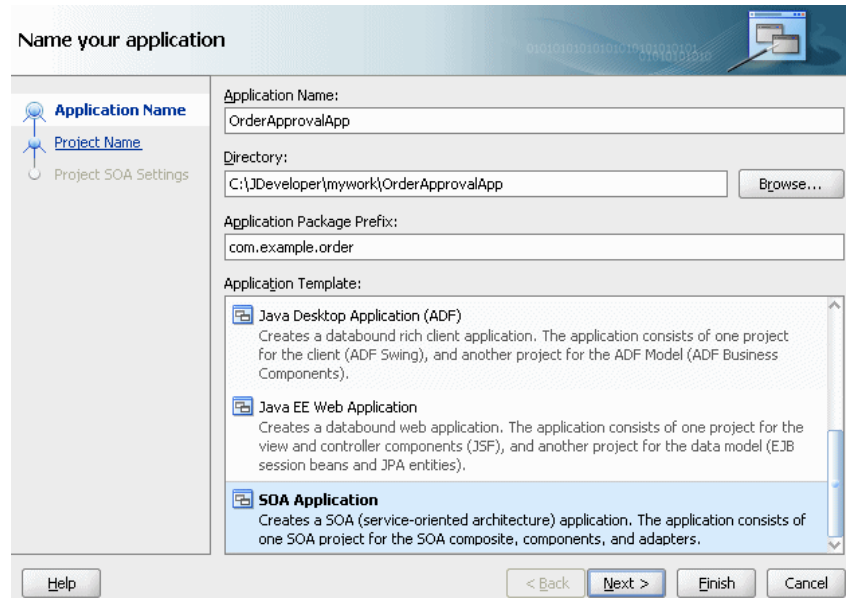 Name your application
0101010101010101010101010101
01010101010
Application Name
Project Name
Project SOA Settings
Application Name:
OrderApprovalApp
Directory:
C:\JDeveloper\mywork\OrderApprovalApp
Browse...
Application Package Prefix:
com.example.order
Application Template:
Java Desktop Application (ADF)
Creates a databound rich client application. The application consists of one project
for the client (ADF Swing), and another project for the ADF Model (ADF Business
Components).
Java EE Web Application
Creates a databound web application. The application consists of one project for the
view and controller components (JSF), and another project for the data model (EJB
session beans and JPA entities).
SOA Application
Creates a SOA (service-oriented architecture) application. The application consists of
one SOA project for the SOA composite, components, and adapters.
Help
< Back
Next >
Finish
Cancel